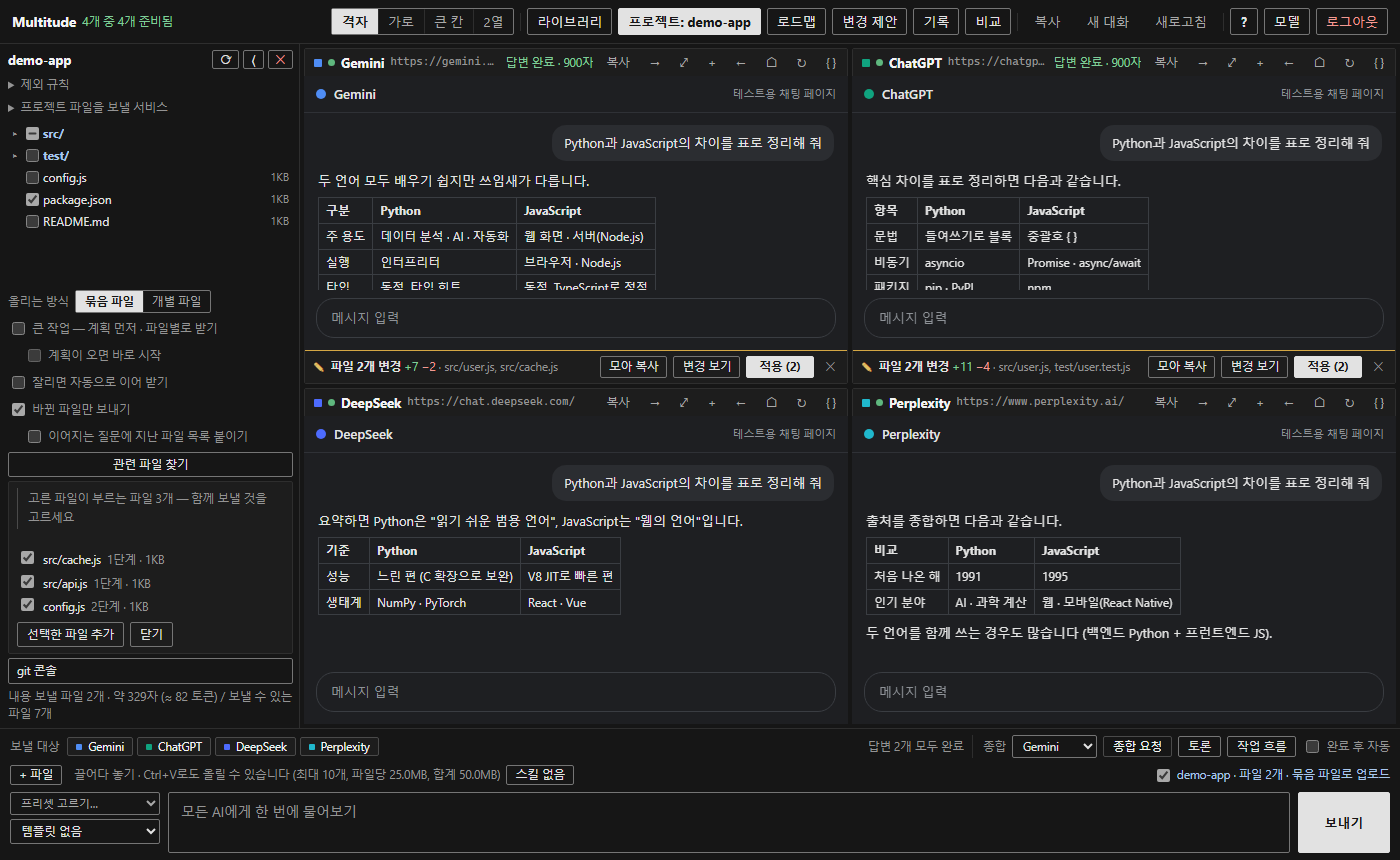 Multitude 4개 중 4개 준비됨 격자 가로 큰 칸 2열 라이브러리 프로젝트: demo-app 로드맵 변경 제안 기록 비교 복사 새 대화 새로고침 ? 모델 로그아웃
demo-app
제외 규칙
프로젝트 파일을 보낼 서비스
src/
test/
config.js 1KB
package.json 1KB
README.md 1KB
올리는 방식 묶음 파일 개별 파일
큰 작업 — 계획 먼저 · 파일별로 받기
계획이 오면 바로 시작
잘리면 자동으로 이어 받기
바뀐 파일만 보내기
이어지는 질문에 지난 파일 목록 붙이기
관련 파일 찾기
고른 파일이 부르는 파일 3개 — 함께 보낼 것을
고르세요
src/cache.js 1단계 · 1KB
src/api.js 1단계 · 1KB
config.js 2단계 · 1KB
선택한 파일 추가 닫기
git 콘솔
내용 보낼 파일 2개 · 약 329자 (≈ 82 토큰) / 보낼 수 있는
파일 7개
Gemini https://gemini.… 답변 완료 · 900자 복사 → ⤢ + ← ↻ { }
Gemini 테스트용 채팅 페이지
Python과 JavaScript의 차이를 표로 정리해 줘
두 언어 모두 배우기 쉽지만 쓰임새가 다릅니다.
구분 Python JavaScript
주 용도 데이터 분석 · AI · 자동화 웹 화면 · 서버(Node.js)
실행 인터프리터 브라우저 · Node.js
타입 동적, 타입 힌트 동적, TypeScript로 정적
메시지 입력
파일 2개 변경 +7 −2 · src/user.js, src/cache.js 모아 복사 변경 보기 적용 (2) ×
ChatGPT https://chatgp… 답변 완료 · 900자 복사 → ⤢ + ← ↻ { }
ChatGPT 테스트용 채팅 페이지
Python과 JavaScript의 차이를 표로 정리해 줘
핵심 차이를 표로 정리하면 다음과 같습니다.
항목 Python JavaScript
문법 들여쓰기로 블록 중괄호 { }
비동기 asyncio Promise · async/await
패키지 pip · PyPI npm
메시지 입력
파일 2개 변경 +11 −4 · src/user.js, test/user.test.js 모아 복사 변경 보기 적용 (2) ×
DeepSeek https://chat.deepseek.com/ 복사 → ⤢ + ← ↻ { }
DeepSeek 테스트용 채팅 페이지
Python과 JavaScript의 차이를 표로 정리해 줘
요약하면 Python은 "읽기 쉬운 범용 언어", JavaScript는 "웹의 언어"입니다.
기준 Python JavaScript
성능 느린 편 (C 확장으로 보완) V8 JIT로 빠른 편
생태계 NumPy · PyTorch React · Vue
메시지 입력
Perplexity https://www.perplexity.ai/ 복사 → ⤢ + ← ↻ { }
Perplexity 테스트용 채팅 페이지
Python과 JavaScript의 차이를 표로 정리해 줘
출처를 종합하면 다음과 같습니다.
비교 Python JavaScript
처음 나온 해 1991 1995
인기 분야 AI · 과학 계산 웹 · 모바일(React Native)
두 언어를 함께 쓰는 경우도 많습니다 (백엔드 Python + 프런트엔드 JS).
메시지 입력
보낼 대상 Gemini ChatGPT DeepSeek Perplexity 답변 2개 모두 완료 종합 Gemini 종합 요청 토론 작업 흐름 완료 후 자동
+ 파일 끌어다 놓기 · Ctrl+V로도 올릴 수 있습니다 (최대 10개, 파일당 25.0MB, 합계 50.0MB) 스킬 없음 demo-app · 파일 2개 · 묶음 파일로 업로드
프리셋 고르기...
템플릿 없음
모든 AI에게 한 번에 물어보기
보내기